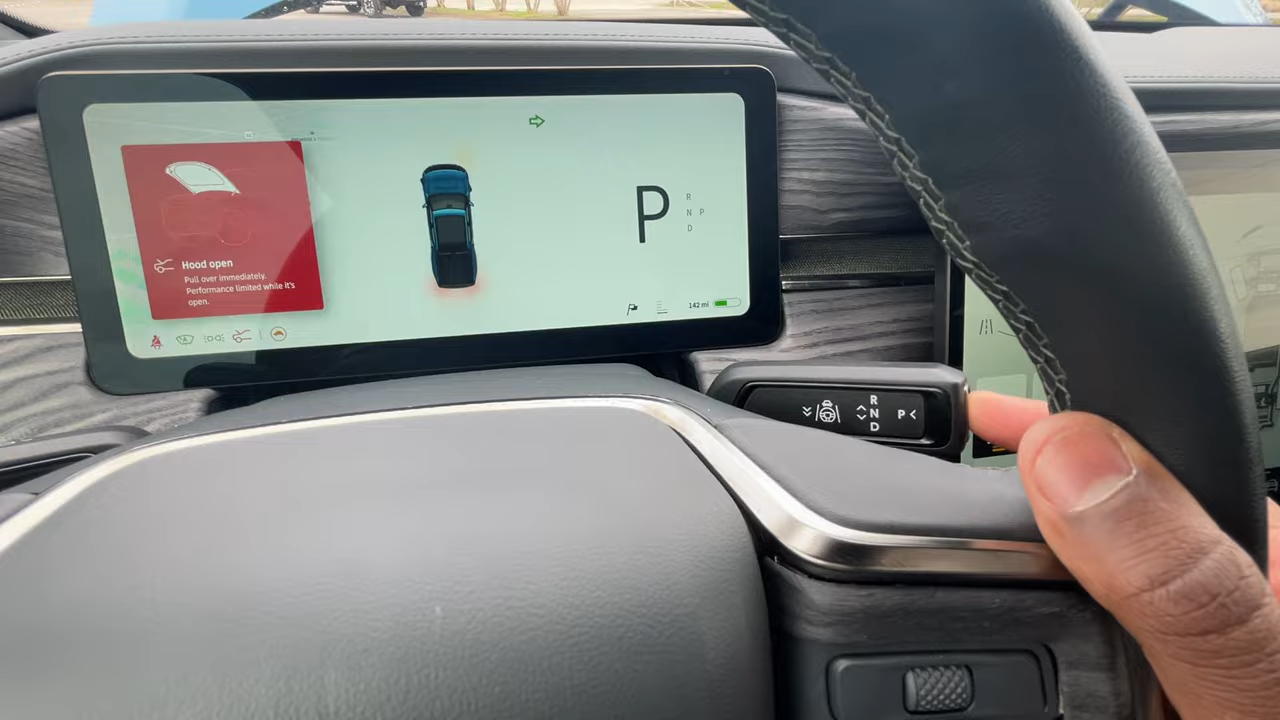 Hood open
Pull over immediately.
Performance limited while it's
open.
P
R
N P
D
142 mi
R
N
D
P